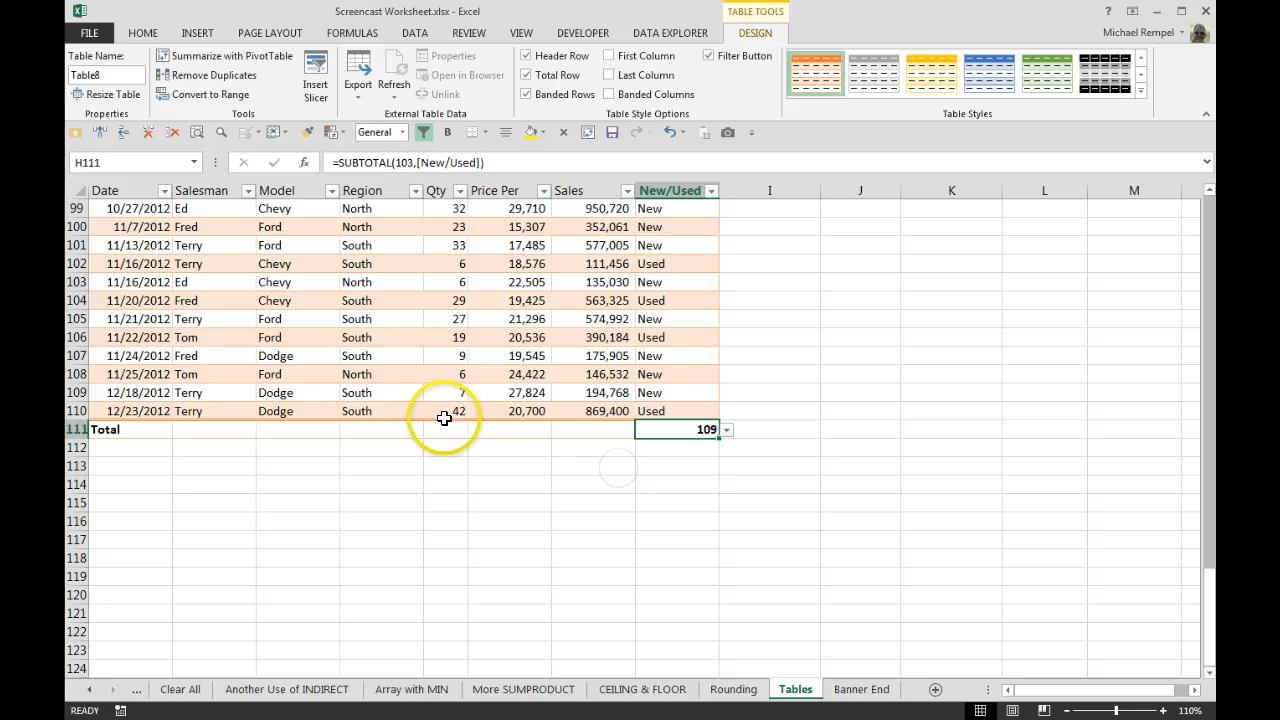 Screencast Worksheet.xlsx - Excel
TABLE TOOLS
FILE HOME INSERT PAGE LAYOUT FORMULAS DATA REVIEW VIEW DEVELOPER DATA EXPLORER DESIGN
Michael Rempel
Table Name:
Table8
Resize Table
Properties
Summarize with PivotTable
Remove Duplicates
Convert to Range
Tools
Insert
Slicer
Export
Refresh
Properties
Open in Browser
Unlink
External Table Data
Header Row First Column Filter Button
Total Row Last Column
Banded Rows Banded Columns
Table Style Options
Table Styles
General
H111 fx =SUBTOTAL(103,[New/Used])
Date Salesman Model Region Qty Price Per Sales New/Used I J K L M
99 10/27/2012 Ed Chevy North 32 29,710 950,720 New
100 11/7/2012 Fred Ford North 23 15,307 352,061 New
101 11/13/2012 Terry Ford South 33 17,485 577,005 New
102 11/16/2012 Terry Chevy South 6 18,576 111,456 Used
103 11/16/2012 Ed Chevy South 6 22,505 135,030 New
104 11/20/2012 Fred Chevy South 29 19,425 563,325 Used
105 11/21/2012 Terry Ford South 27 21,296 574,992 New
106 11/22/2012 Tom Ford South 19 20,536 390,184 Used
107 11/24/2012 Fred Dodge South 9 19,545 175,905 New
108 11/25/2012 Tom Ford North 6 24,422 146,532 New
109 12/18/2012 Terry Dodge South 7 27,824 194,768 New
110 12/23/2012 Terry Dodge South 42 20,700 869,400 Used
111 Total 109
112
113
114
115
116
117
118
119
120
121
122
123
124
... Clear All Another Use of INDIRECT Array with MIN More SUMPRODUCT CEILING & FLOOR Rounding Tables Banner End
READY 110%